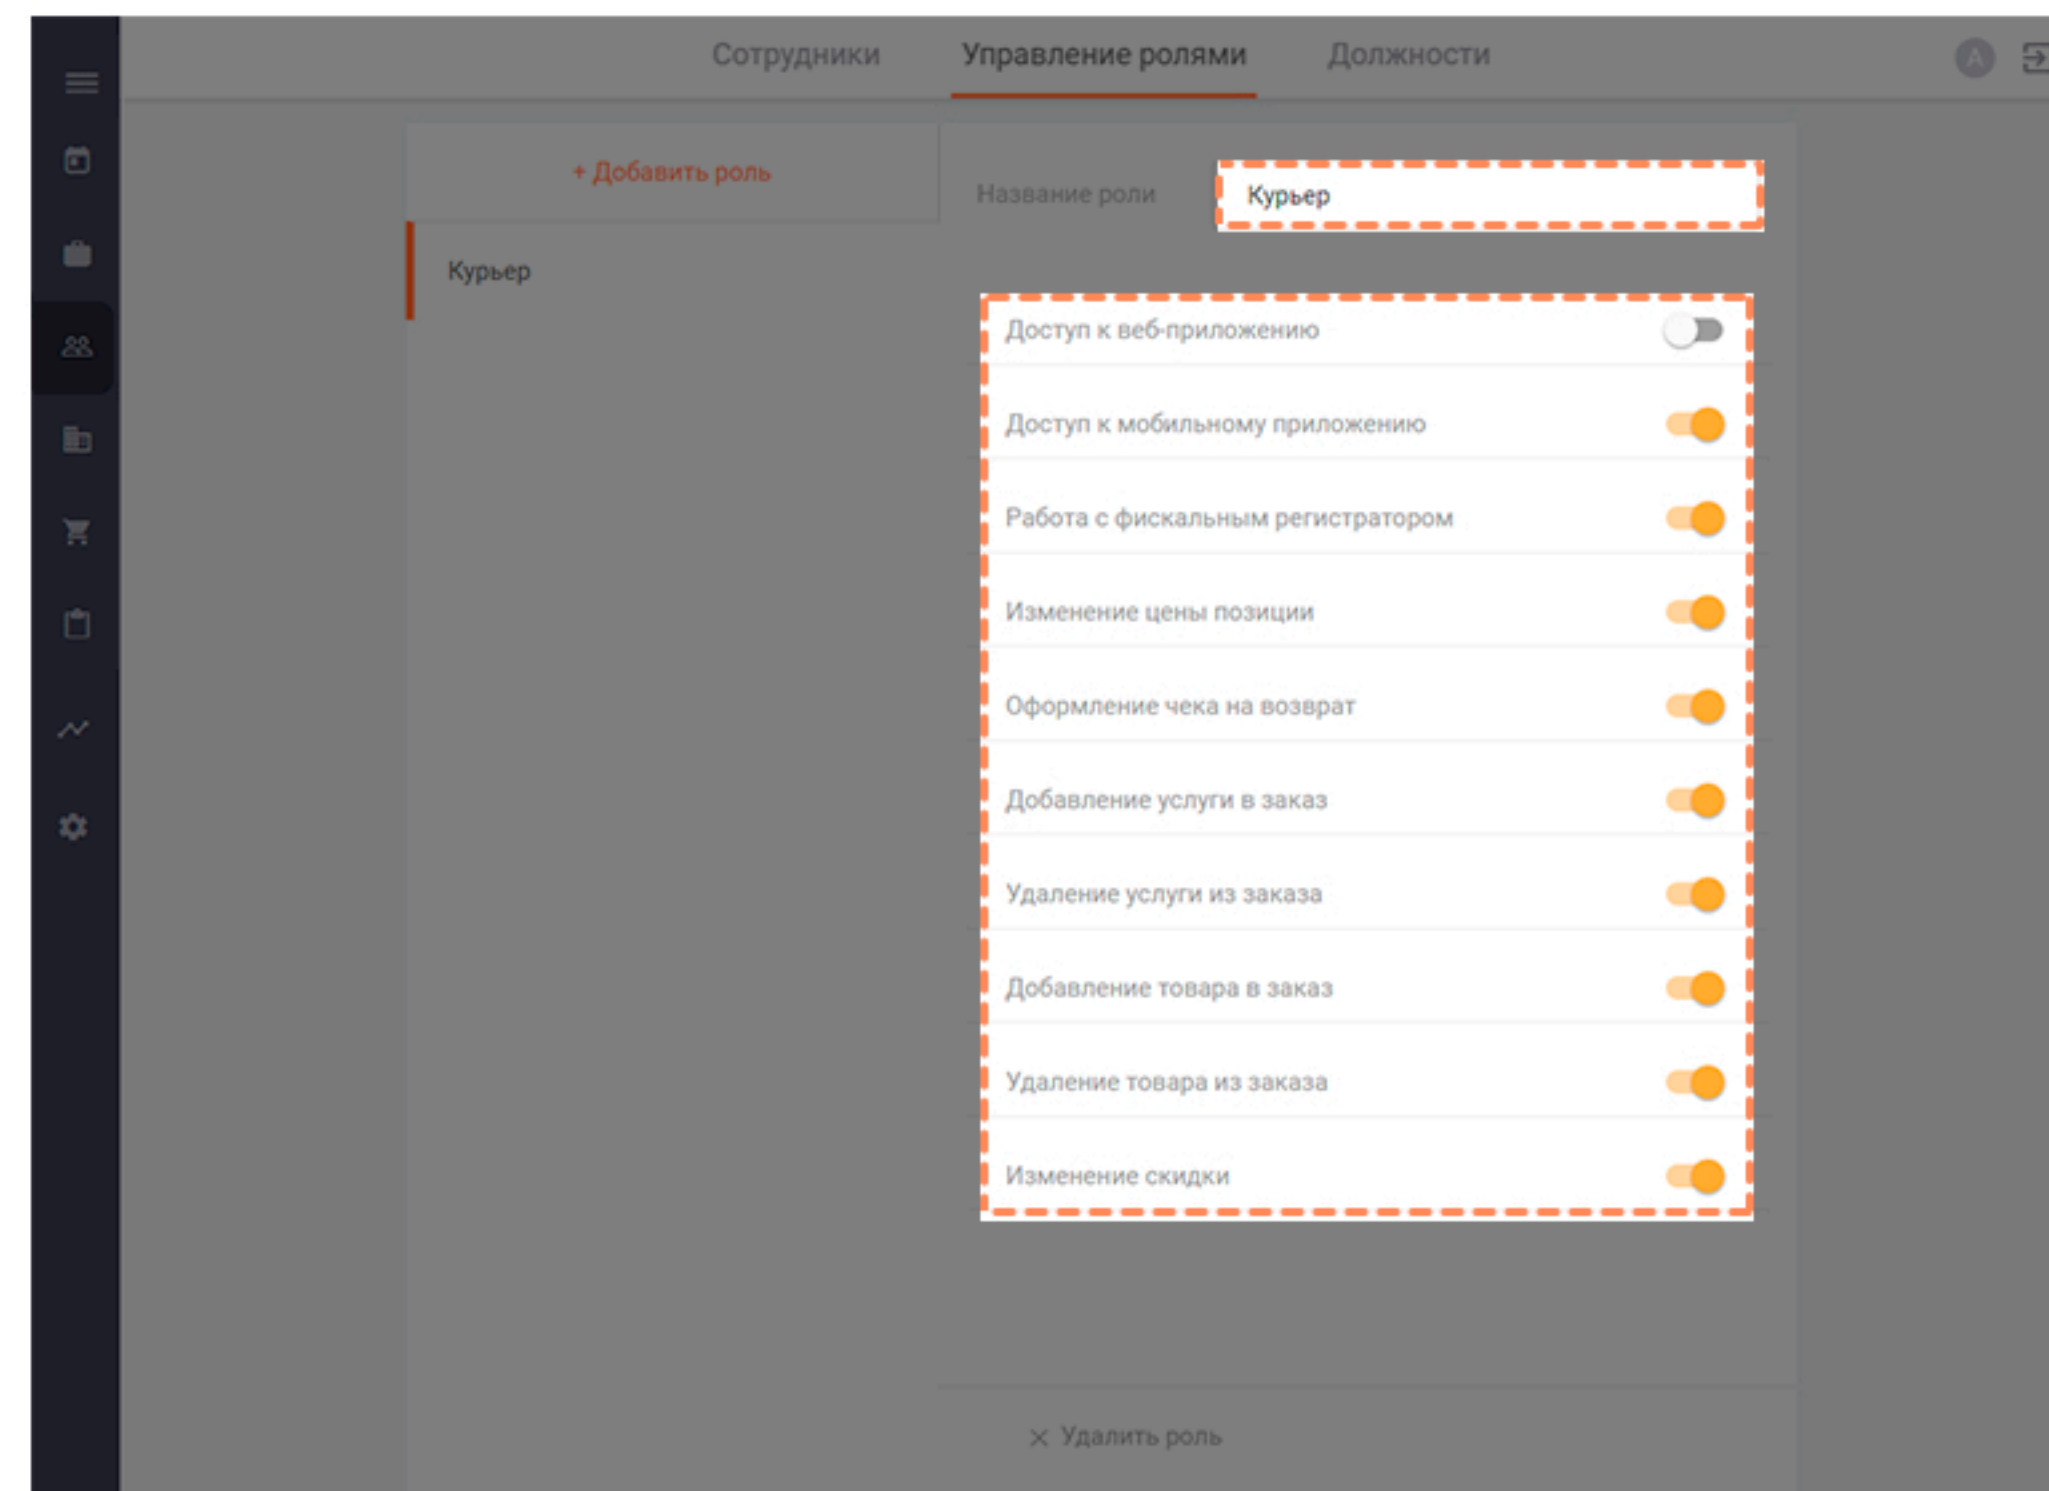 Сотрудники
Управление ролями
Должности
A
+ Добавить роль
Курьер
Название роли
Курьер
Доступ к веб-приложению
Доступ к мобильному приложению
Работа с фискальным регистратором
Изменение цены позиции
Оформление чека на возврат
Добавление услуги в заказ
Удаление услуги из заказа
Добавление товара в заказ
Удаление товара из заказа
Изменение скидки
× Удалить роль